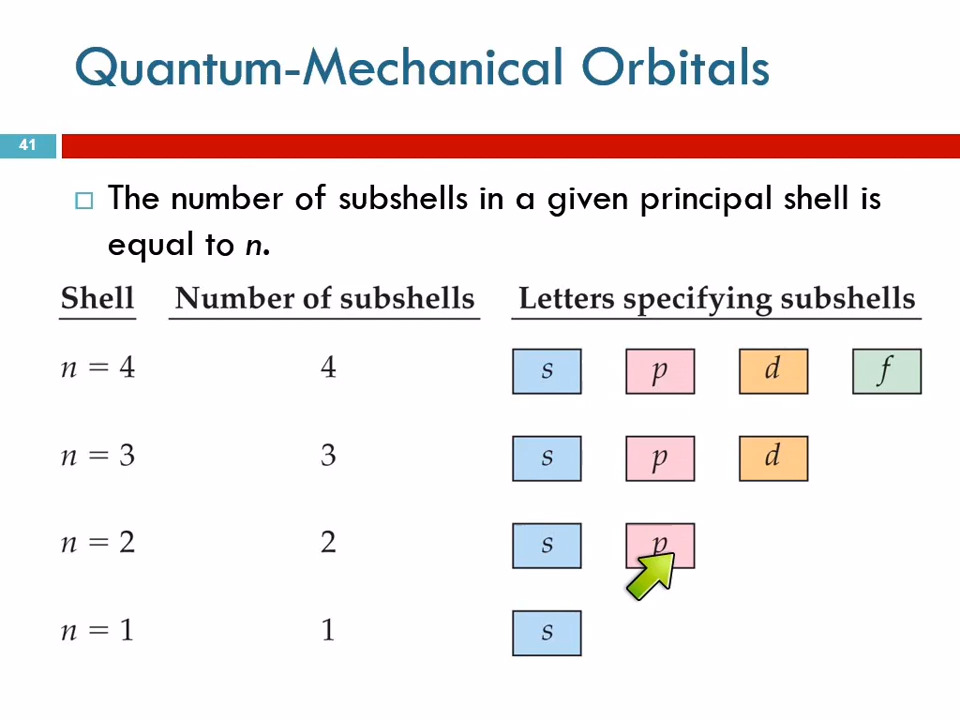 Quantum-Mechanical Orbitals
41
The number of subshells in a given principal shell is
equal to n.
Shell Number of subshells Letters specifying subshells
n = 4 4 s p d f
n = 3 3 s p d
n = 2 2 s p
n = 1 1 s